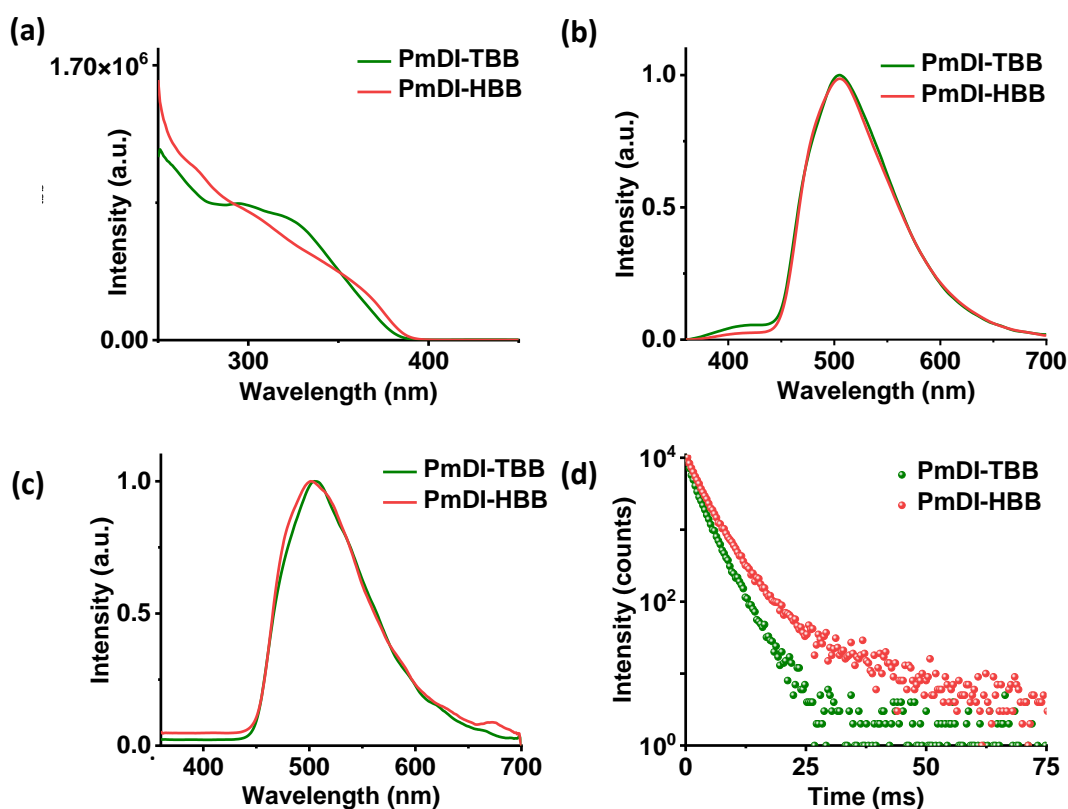 (a)
1.70×10⁶
PmDI-TBB
PmDI-HBB
Intensity (a.u.)
0.00
300
400
Wavelength (nm)
(b)
PmDI-TBB
PmDI-HBB
1.0
0.5
0.0
Intensity (a.u.)
400
500
600
700
Wavelength (nm)
(c)
PmDI-TBB
PmDI-HBB
1.0
0.5
0.0
Intensity (a.u.)
400
500
600
700
Wavelength (nm)
(d)
PmDI-TBB
PmDI-HBB
10⁴
10²
10⁰
Intensity (counts)
0
25
50
75
Time (ms)